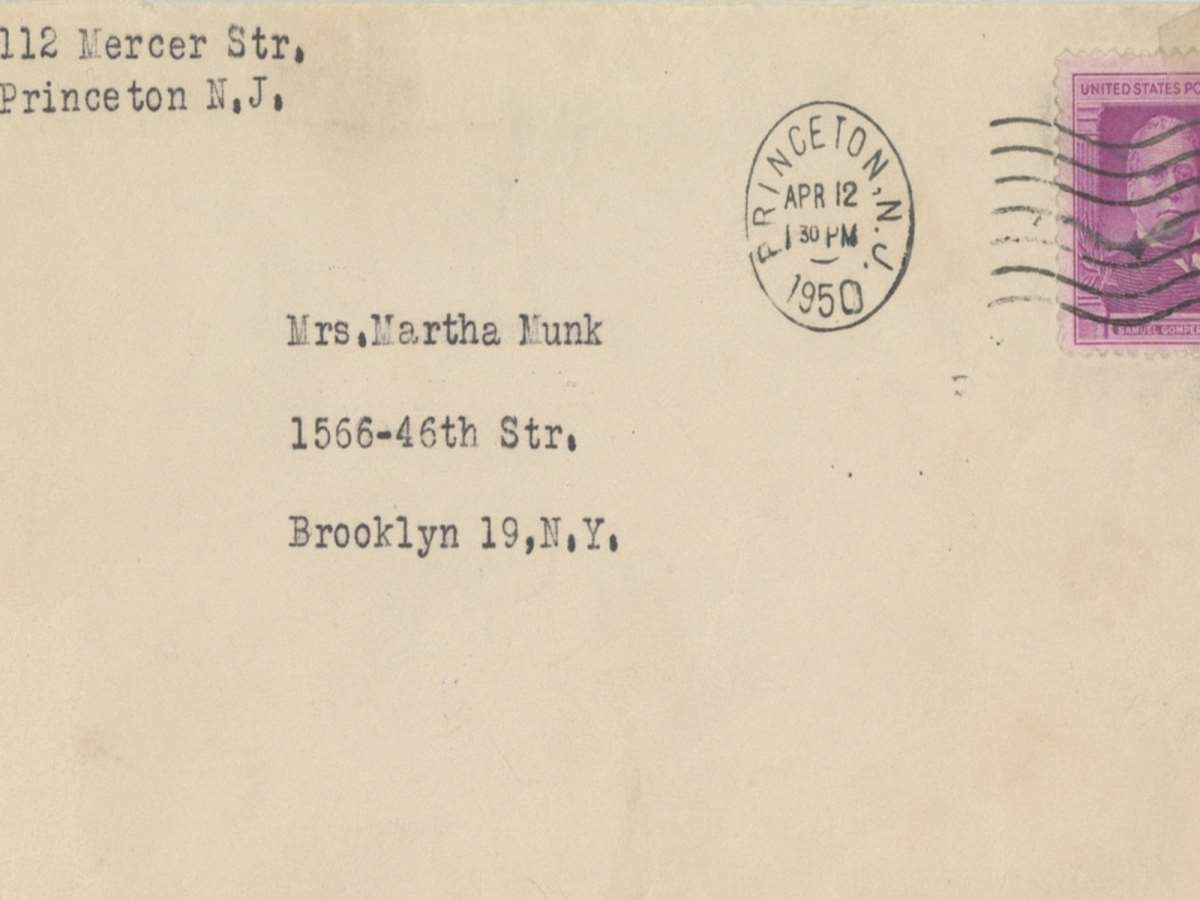 112 Mercer Str.
Princeton N.J.
UNITED STATES PO
PRINCETON, N.J.
APR 12
1 30 PM
1950
SAMUEL GOMPER
Mrs.Martha Munk
1566-46th Str.
Brooklyn 19,N.Y.